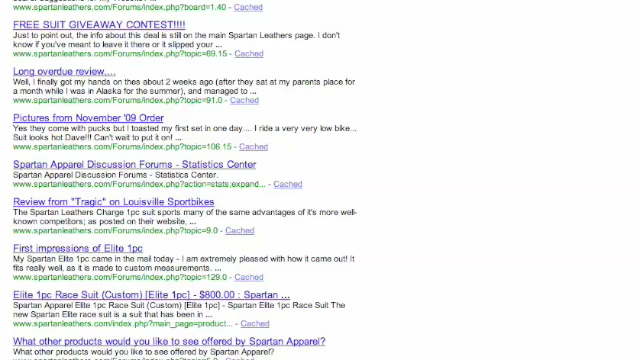 www.spartanleathers.com/Forums/index.php?board=1.40 - Cached
FREE SUIT GIVEAWAY CONTEST!!!!
Just to point out, the info about this deal is still on the main Spartan Leathers page. I don't
know if you've meant to leave it there or it slipped your ...
www.spartanleathers.com/Forums/index.php?topic=69.15 - Cached
Long overdue review....
Well, I finally got my hands on thes about 2 weeks ago (after they sat at my parents place for
a month while I was in Alaska for the summer), and managed to ...
www.spartanleathers.com/Forums/index.php?topic=91.0 - Cached
Pictures from November '09 Order
Yes they come with pucks but I toasted my first set in one day.... I ride a very very low bike...
Suit looks hot Dave!!! Can't wait to put it on! ...
www.spartanleathers.com/Forums/index.php?topic=106.15 - Cached
Spartan Apparel Discussion Forums - Statistics Center
Spartan Apparel Discussion Forums - Statistics Center.
www.spartanleathers.com/Forums/index.php?action=stats;expand... - Cached
Review from "Tragic" on Louisville Sportbikes
The Spartan Leathers Charge 1pc suit sports many of the same advantages of it's more well-
known competitors; as posted on their website, ...
www.spartanleathers.com/Forums/index.php?topic=9.0 - Cached
First impressions of Elite 1pc
My Spartan Elite 1pc came in the mail today - I am extremely pleased with how it came out! It
fits really well, as it is made to custom measurements. ...
www.spartanleathers.com/Forums/index.php?topic=129.0 - Cached
Elite 1pc Race Suit (Custom) [Elite 1pc] - $800.00 : Spartan ...
Spartan Apparel Elite 1pc Race Suit (Custom) [Elite 1pc] - Spartan Elite 1pc Race Suit The
new Spartan Elite race suit is a suit that has been in ...
www.spartanleathers.com/index.php?main_page=product... - Cached
What other products would you like to see offered by Spartan Apparel?
What other products would you like to see offered by Spartan Apparel?